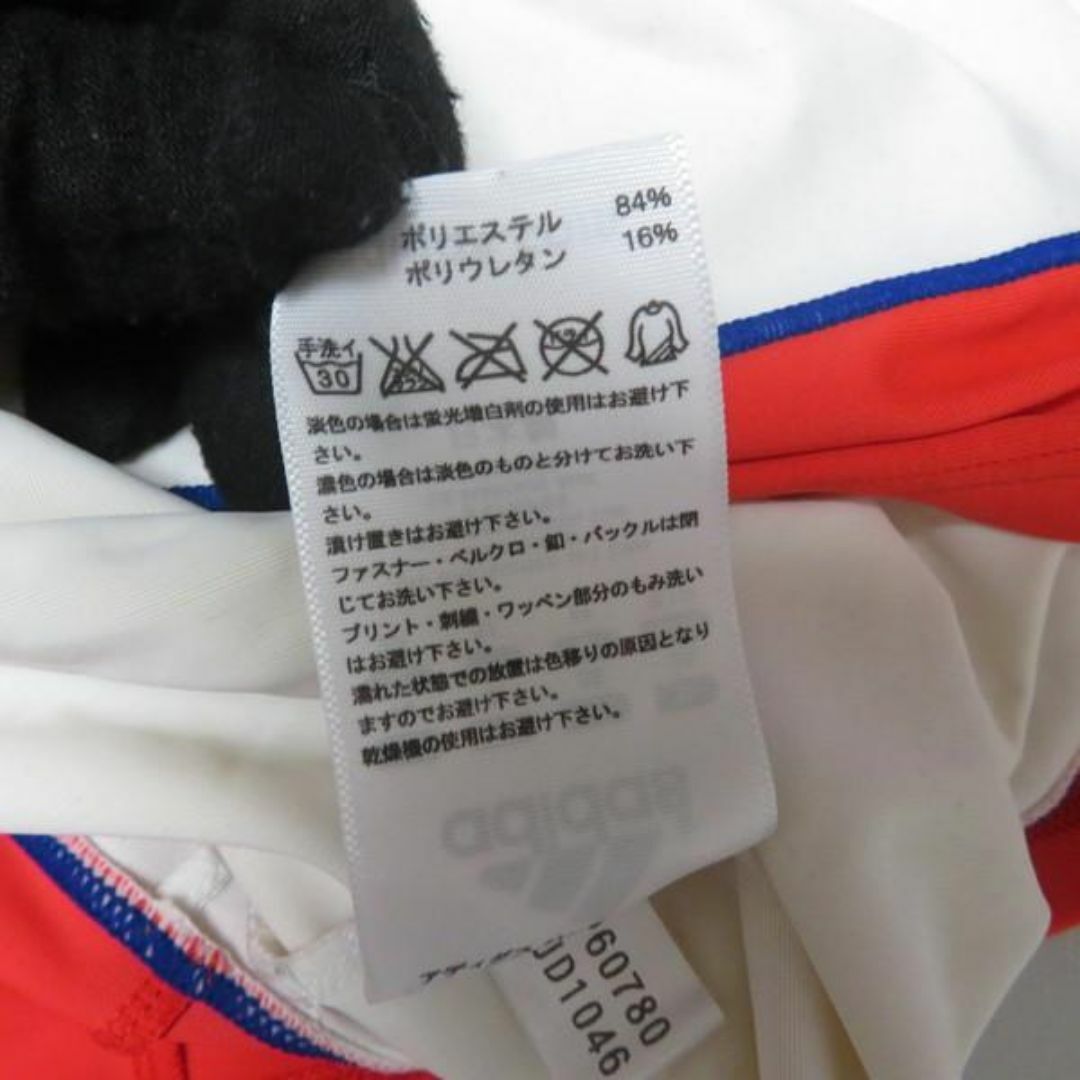 ポリエステル 84%
ポリウレタン 16%
手洗イ
30
淡色の場合は蛍光増白剤の使用はお避け下
さい。
濃色の場合は淡色のものと分けてお洗い下
さい。
漬け置きはお避け下さい。
ファスナー・ベルクロ・釦・バックルは閉
じてお洗い下さい。
プリント・刺繍・ワッペン部分のもみ洗い
はお避け下さい。
濡れた状態での放置は色移りの原因となり
ますのでお避け下さい。
乾燥機の使用はお避け下さい。
adidas
アディダス
60780
JD1046